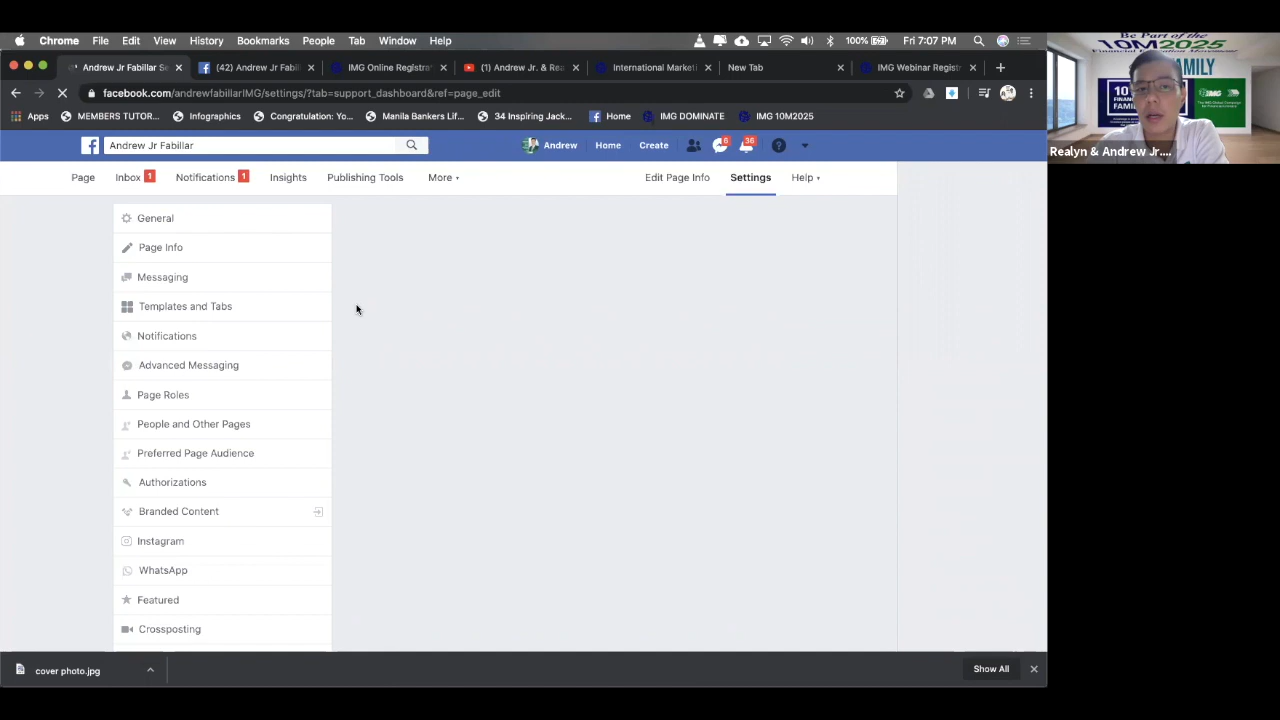 Chrome File Edit View History Bookmarks People Tab Window Help 100% Fri 7:07 PM
Andrew Jr Fabillar Se (42) Andrew Jr Fabil IMG Online Registra (1) Andrew Jr. & Rea International Marketi New Tab IMG Webinar Registr
facebook.com/andrewfabillarIMG/settings/?tab=support_dashboard&ref=page_edit
Apps MEMBERS TUTOR... Infographics Congratulation: Yo... Manila Bankers Lif... 34 Inspiring Jack... Home IMG DOMINATE IMG 10M2025
Andrew Jr Fabillar Andrew Home Create 8 36
Page Inbox 1 Notifications 1 Insights Publishing Tools More Edit Page Info Settings Help
General
Page Info
Messaging
Templates and Tabs
Notifications
Advanced Messaging
Page Roles
People and Other Pages
Preferred Page Audience
Authorizations
Branded Content
Instagram
WhatsApp
Featured
Crossposting
cover photo.jpg Show All
Be Part of the
10M2025
FAMILY
IMG
Realyn & Andrew Jr....